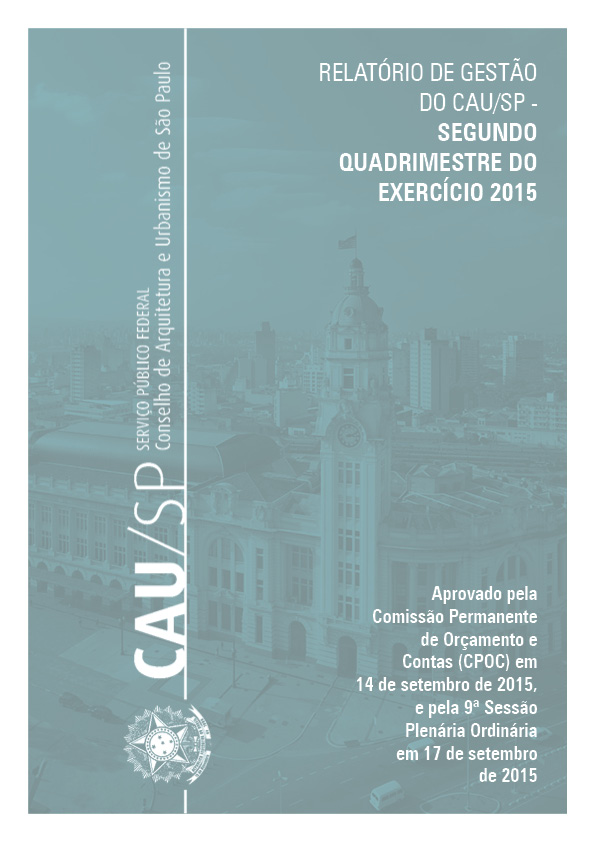 RELATÓRIO DE GESTÃO
DO CAU/SP -
SEGUNDO
QUADRIMESTRE DO
EXERCÍCIO 2015
CAU/SP
SERVIÇO PÚBLICO FEDERAL
Conselho de Arquitetura e Urbanismo de São Paulo
Aprovado pela
Comissão Permanente
de Orçamento e
Contas (CPOC) em
14 de setembro de 2015,
e pela 9ª Sessão
Plenária Ordinária
em 17 de setembro
de 2015